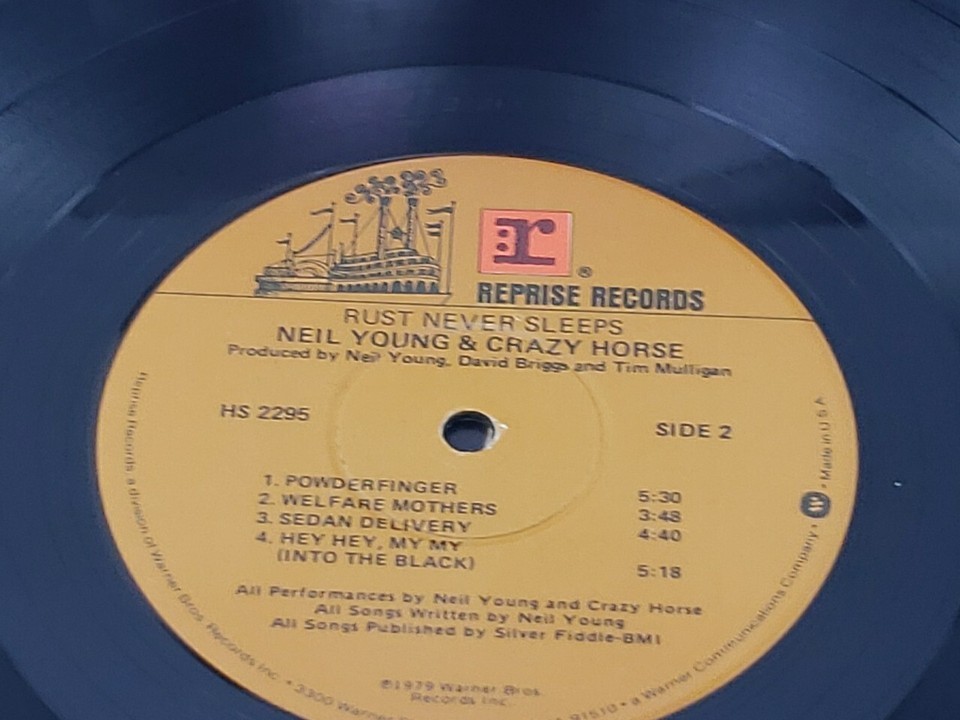 r ®
REPRISE RECORDS
RUST NEVER SLEEPS
NEIL YOUNG & CRAZY HORSE
Produced by Neil Young, David Briggs and Tim Mulligan
HS 2295
SIDE 2
1. POWDERFINGER 5:30
2. WELFARE MOTHERS 3:48
3. SEDAN DELIVERY 4:40
4. HEY HEY, MY MY
(INTO THE BLACK) 5:18
All Performances by Neil Young and Crazy Horse
All Songs Written by Neil Young
All Songs Published by Silver Fiddle-BMI
©1979 Warner Bros.
Records Inc.
Reprise Records, a division of Warner Bros. Records Inc. • 3300 Warner
91510 • a Warner Communications Company • W • Made in U.S.A.